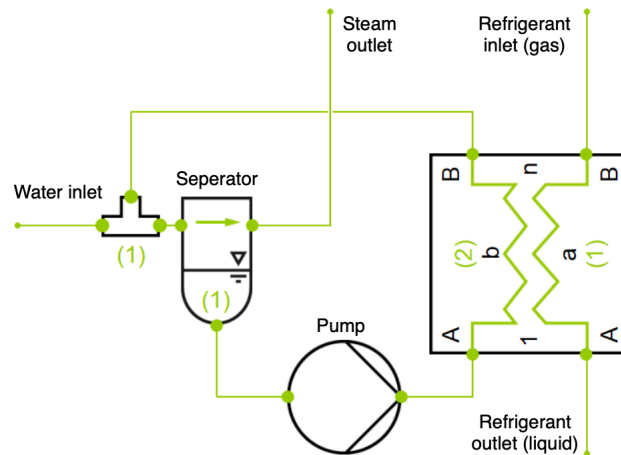 Steam
outlet
Refrigerant
inlet (gas)
Water inlet
Seperator
(1)
(1)
Pump
B
n
B
(2)
b
a
(1)
A
1
A
Refrigerant
outlet (liquid)